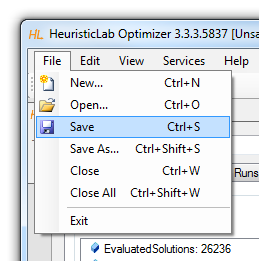 HL HeuristicLab Optimizer 3.3.3.5837 [Unsa
File Edit View Services Help
New... Ctrl+N
Open... Ctrl+O
Save Ctrl+S
Save As... Ctrl+Shift+S
Close Ctrl+W
Runs
Close All Ctrl+Shift+W
Exit
EvaluatedSolutions: 26236